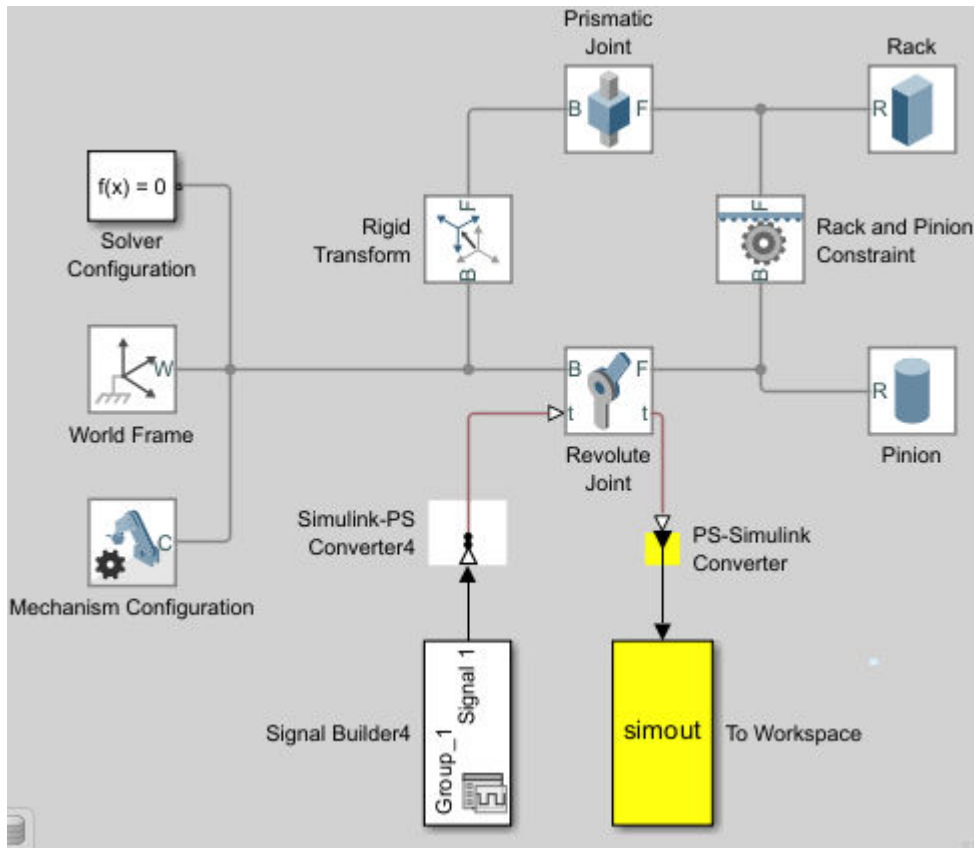 Prismatic
Joint
Rack
B
F
R
f(x) = 0
Solver
Configuration
Rigid
Transform
F
B
F
B
Rack and Pinion
Constraint
W
World Frame
B
F
t
t
Revolute
Joint
R
Pinion
C
Mechanism Configuration
Simulink-PS
Converter4
PS-Simulink
Converter
Signal Builder4
Group_1
Signal 1
simout
To Workspace